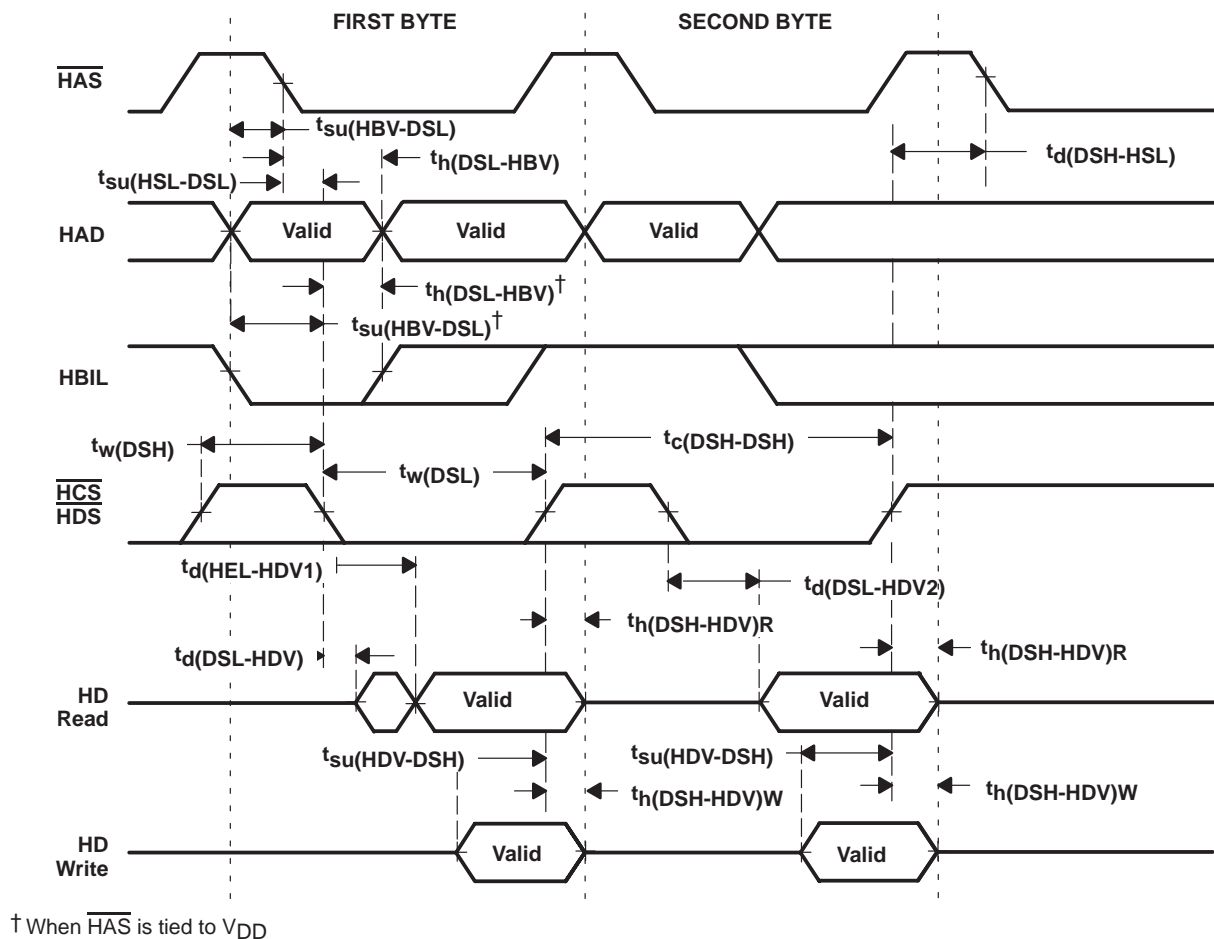 FIRST BYTE SECOND BYTE
HAS
tsu(HBV-DSL)
th(DSL-HBV)
td(DSH-HSL)
tsu(HSL-DSL)
HAD Valid Valid Valid
th(DSL-HBV)†
tsu(HBV-DSL)†
HBIL
tw(DSH) tc(DSH-DSH)
tw(DSL)
HCS
HDS
td(HEL-HDV1) td(DSL-HDV2)
th(DSH-HDV)R
td(DSL-HDV) th(DSH-HDV)R
HD
Read Valid Valid
tsu(HDV-DSH) tsu(HDV-DSH)
th(DSH-HDV)W th(DSH-HDV)W
HD
Write Valid Valid
† When HAS is tied to VDD